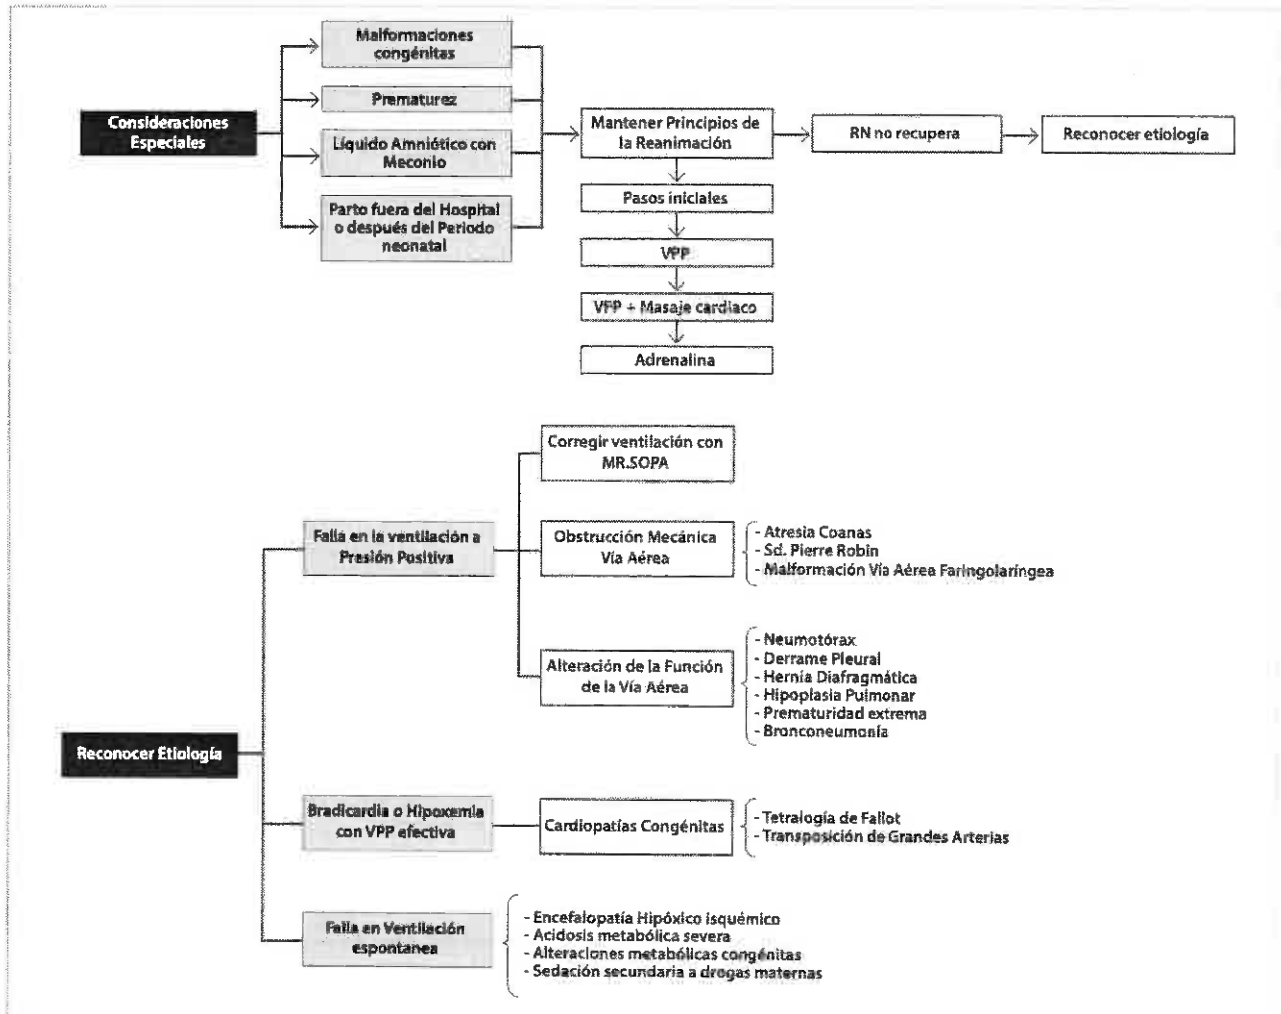 Malformaciones
congénitas
Prematurez
Consideraciones
Especiales
Líquido Amniótico con
Meconio
Parto fuera del Hospital
o después del Periodo
neonatal
Mantener Principios de
la Reanimación
RN no recupera
Reconocer etiología
Pasos iniciales
VPP
VPP + Masaje cardiaco
Adrenalina
Corregir ventilación con
MR.SOPA
Falla en la ventilación a
Presión Positiva
Obstrucción Mecánica
Vía Aérea
- Atresia Coanas
- Sd. Pierre Robin
- Malformación Vía Aérea Faringolaríngea
Alteración de la Función
de la Vía Aérea
- Neumotórax
- Derrame Pleural
- Hernia Diafragmática
- Hipoplasia Pulmonar
- Prematuridad extrema
- Bronconeumonía
Reconocer Etiología
Bradicardia o Hipoxemia
con VPP efectiva
Cardiopatías Congénitas
- Tetralogía de Fallot
- Transposición de Grandes Arterias
Falla en Ventilación
espontanea
- Encefalopatía Hipóxico isquémico
- Acidosis metabólica severa
- Alteraciones metabólicas congénitas
- Sedación secundaria a drogas maternas